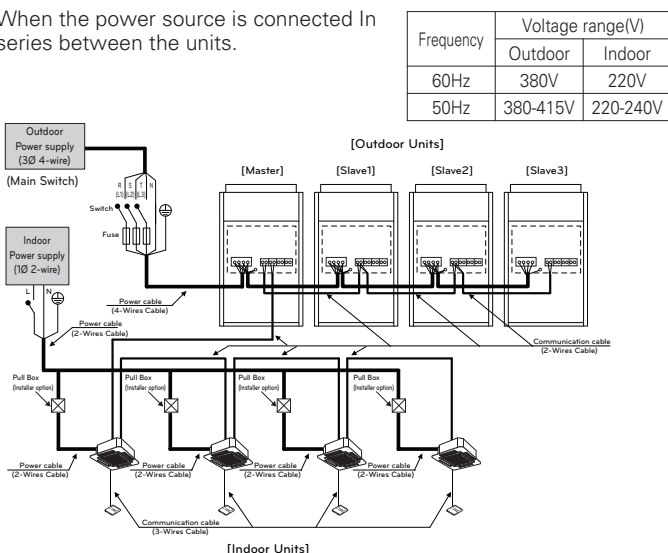 When the power source is connected In
series between the units.
Frequency Voltage range(V)
Outdoor Indoor
60Hz 380V 220V
50Hz 380-415V 220-240V
Outdoor
Power supply
(3Ø 4-wire)
(Main Switch)
[Outdoor Units]
[Master] [Slave1] [Slave2] [Slave3]
R S T N
(L1) (L2) (L3)
Switch
Fuse
Indoor
Power supply
(1Ø 2-wire)
L N
Power cable
(4-Wires Cable)
Power cable
(2-Wires Cable)
Communication cable
(2-Wires Cable)
Pull Box
(Installer option)
Pull Box
(Installer option)
Pull Box
(Installer option)
Pull Box
(Installer option)
Power cable
(2-Wires Cable)
Power cable
(2-Wires Cable)
Power cable
(2-Wires Cable)
Power cable
(2-Wires Cable)
Communication cable
(3-Wires Cable)
[Indoor Units]